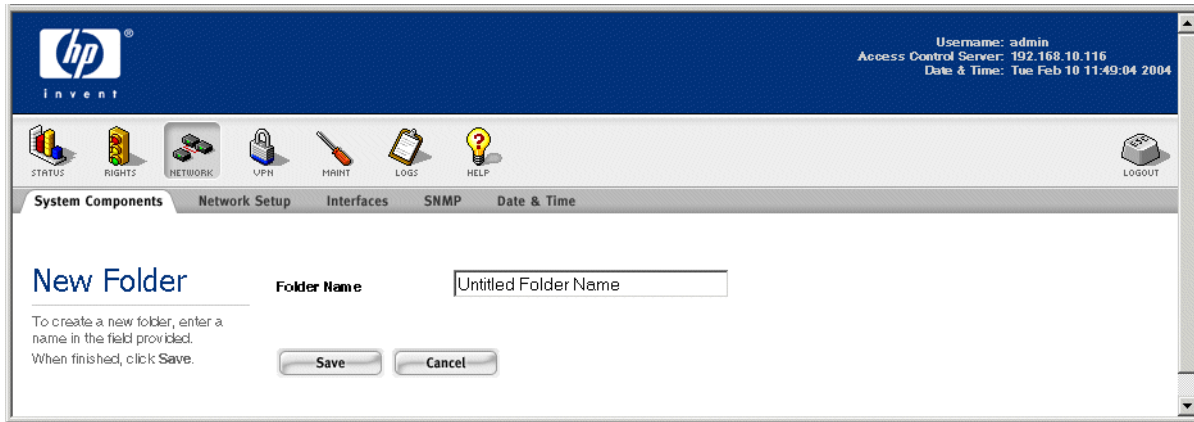 hp®
invent
Username: admin
Access Control Server: 192.168.10.116
Date & Time: Tue Feb 10 11:49:04 2004
STATUS RIGHTS NETWORK VPN MAINT LOGS HELP LOGOUT
System Components Network Setup Interfaces SNMP Date & Time
New Folder
Folder Name Untitled Folder Name
To create a new folder, enter a
name in the field provided.
When finished, click Save.
Save Cancel